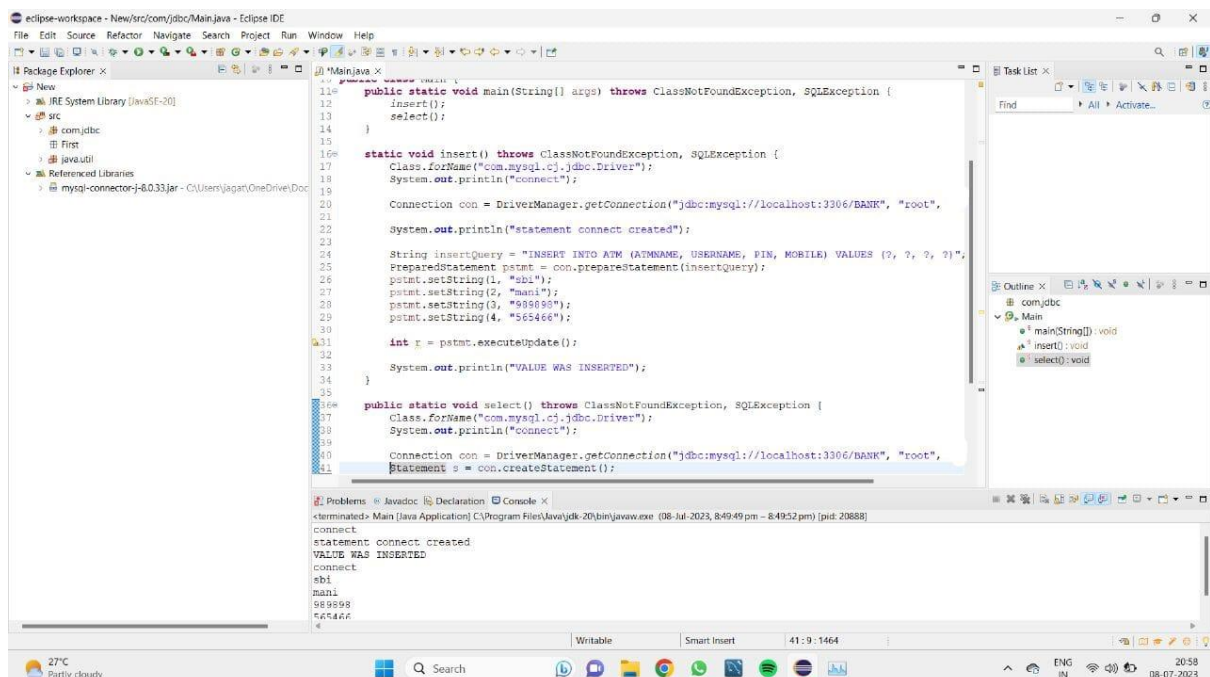 eclipse-workspace - New/src/com/jdbc/Main.java - Eclipse IDE
File Edit Source Refactor Navigate Search Project Run Window Help
Package Explorer
New
JRE System Library [JavaSE-20]
src
com.jdbc
First
java.util
Referenced Libraries
mysql-connector-j-8.0.33.jar - C:\Users\jagat\OneDrive\Doc
*Main.java
10 public class Main {
11 public static void main(String[] args) throws ClassNotFoundException, SQLException {
12 insert();
13 select();
14 }
15
16 static void insert() throws ClassNotFoundException, SQLException {
17 Class.forName("com.mysql.cj.jdbc.Driver");
18 System.out.println("connect");
19
20 Connection con = DriverManager.getConnection("jdbc:mysql://localhost:3306/BANK", "root",
21
22 System.out.println("statement connect created");
23
24 String insertQuery = "INSERT INTO ATM (ATMNAME, USERNAME, PIN, MOBILE) VALUES (?, ?, ?, ?)";
25 PreparedStatement pstmt = con.prepareStatement(insertQuery);
26 pstmt.setString(1, "sbi");
27 pstmt.setString(2, "mani");
28 pstmt.setString(3, "989898");
29 pstmt.setString(4, "565466");
30
31 int r = pstmt.executeUpdate();
32
33 System.out.println("VALUE WAS INSERTED");
34 }
35
36 public static void select() throws ClassNotFoundException, SQLException {
37 Class.forName("com.mysql.cj.jdbc.Driver");
38 System.out.println("connect");
39
40 Connection con = DriverManager.getConnection("jdbc:mysql://localhost:3306/BANK", "root",
41 Statement s = con.createStatement();
Task List
Find All Activate...
Outline
com.jdbc
Main
main(String[]) : void
insert() : void
select() : void
Problems Javadoc Declaration Console
<terminated> Main [Java Application] C:\Program Files\Java\jdk-20\bin\javaw.exe (08-Jul-2023, 8:49:49 pm – 8:49:52 pm) [pid: 20888]
connect
statement connect created
VALUE WAS INSERTED
connect
sbi
mani
989898
565466
Writable Smart Insert 41 : 9 : 1464
27°C
Partly cloudy
Search
ENG
IN
20:58
08-07-2023